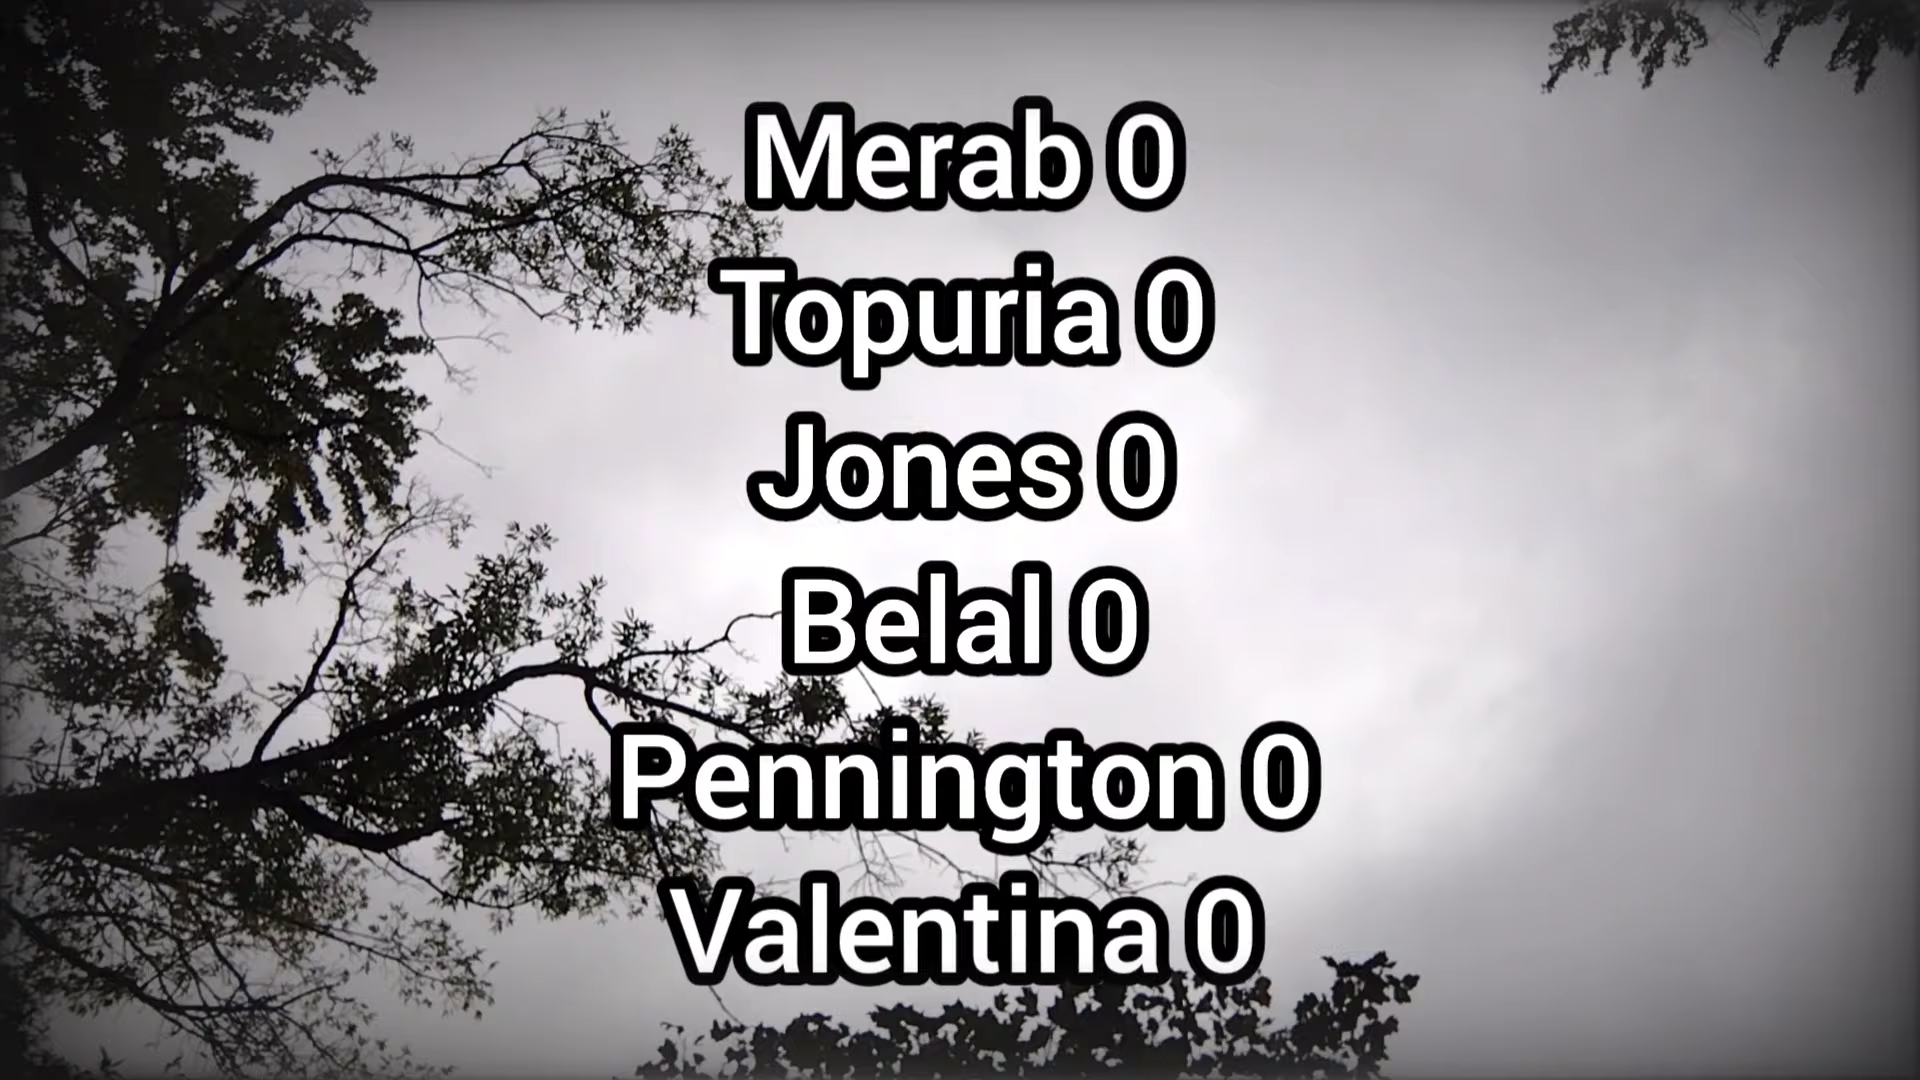 Merab 0
Topuria 0
Jones 0
Belal 0
Pennington 0
Valentina 0